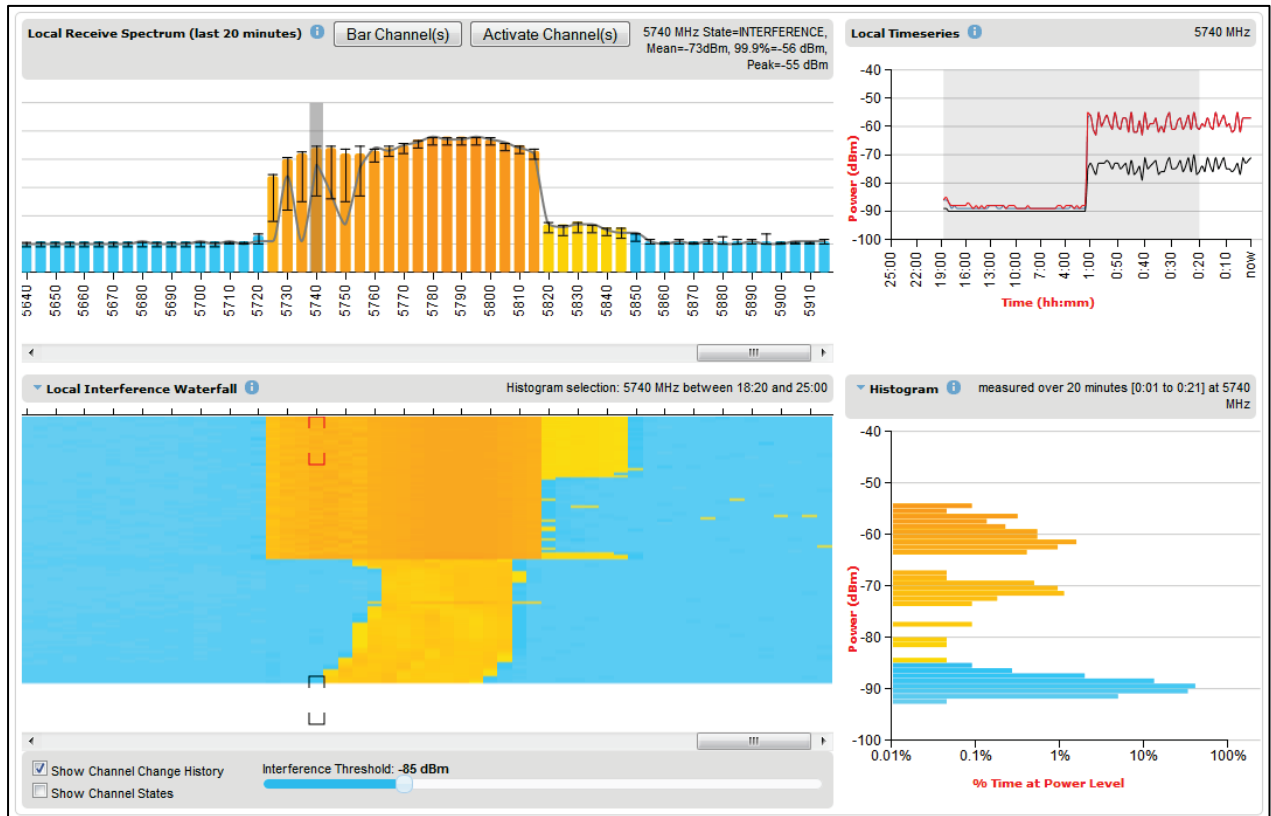 Local Receive Spectrum (last 20 minutes)
Bar Channel(s)
Activate Channel(s)
5740 MHz State=INTERFERENCE,
Mean=-73dBm, 99.9%=-56 dBm,
Peak=-55 dBm
5640
5650
5660
5670
5680
5690
5700
5710
5720
5730
5740
5750
5760
5770
5780
5790
5800
5810
5820
5830
5840
5850
5860
5870
5880
5890
5900
5910
Local Timeseries
5740 MHz
-40
-50
-60
-70
-80
-90
-100
Power (dBm)
25:00
22:00
19:00
16:00
13:00
10:00
7:00
4:00
1:00
0:50
0:40
0:30
0:20
0:10
now
Time (hh:mm)
Local Interference Waterfall
Histogram selection: 5740 MHz between 18:20 and 25:00
Show Channel Change History
Show Channel States
Interference Threshold: -85 dBm
Histogram
measured over 20 minutes [0:01 to 0:21] at 5740
MHz
-40
-50
-60
-70
-80
-90
-100
Power (dBm)
0.01%
0.1%
1%
10%
100%
% Time at Power Level